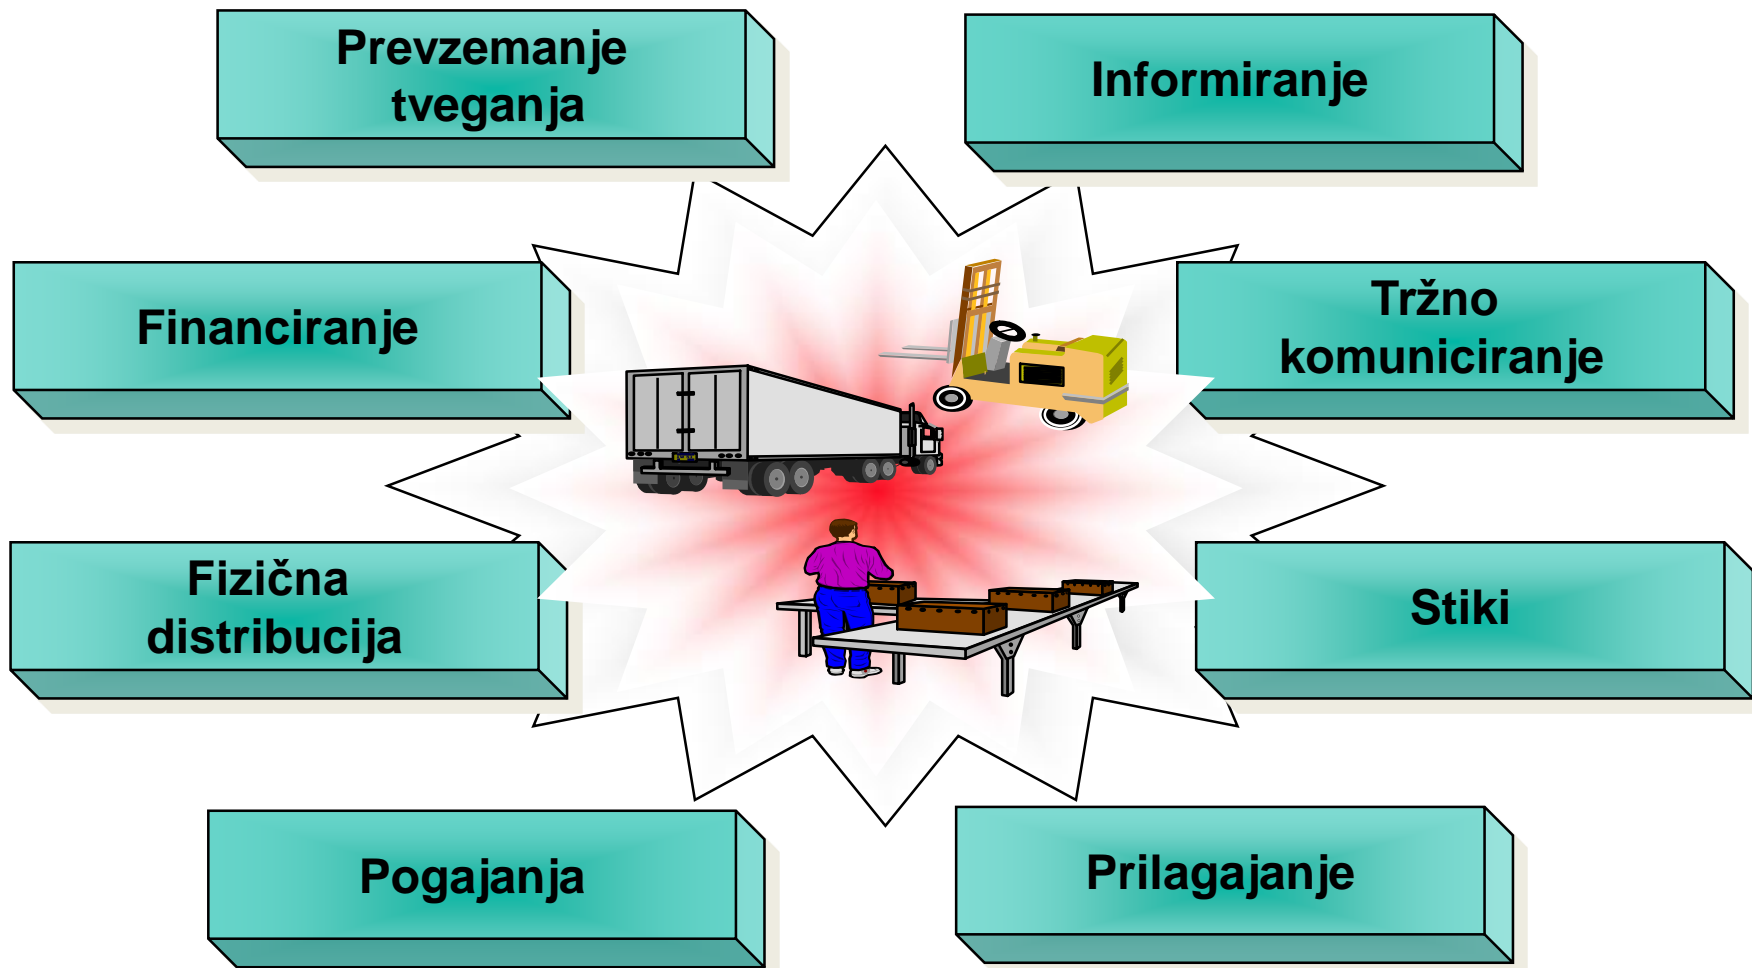 Prevzemanje
tveganja
Informiranje
Financiranje
Tržno
komuniciranje
Fizična
distribucija
Stiki
Pogajanja
Prilagajanje